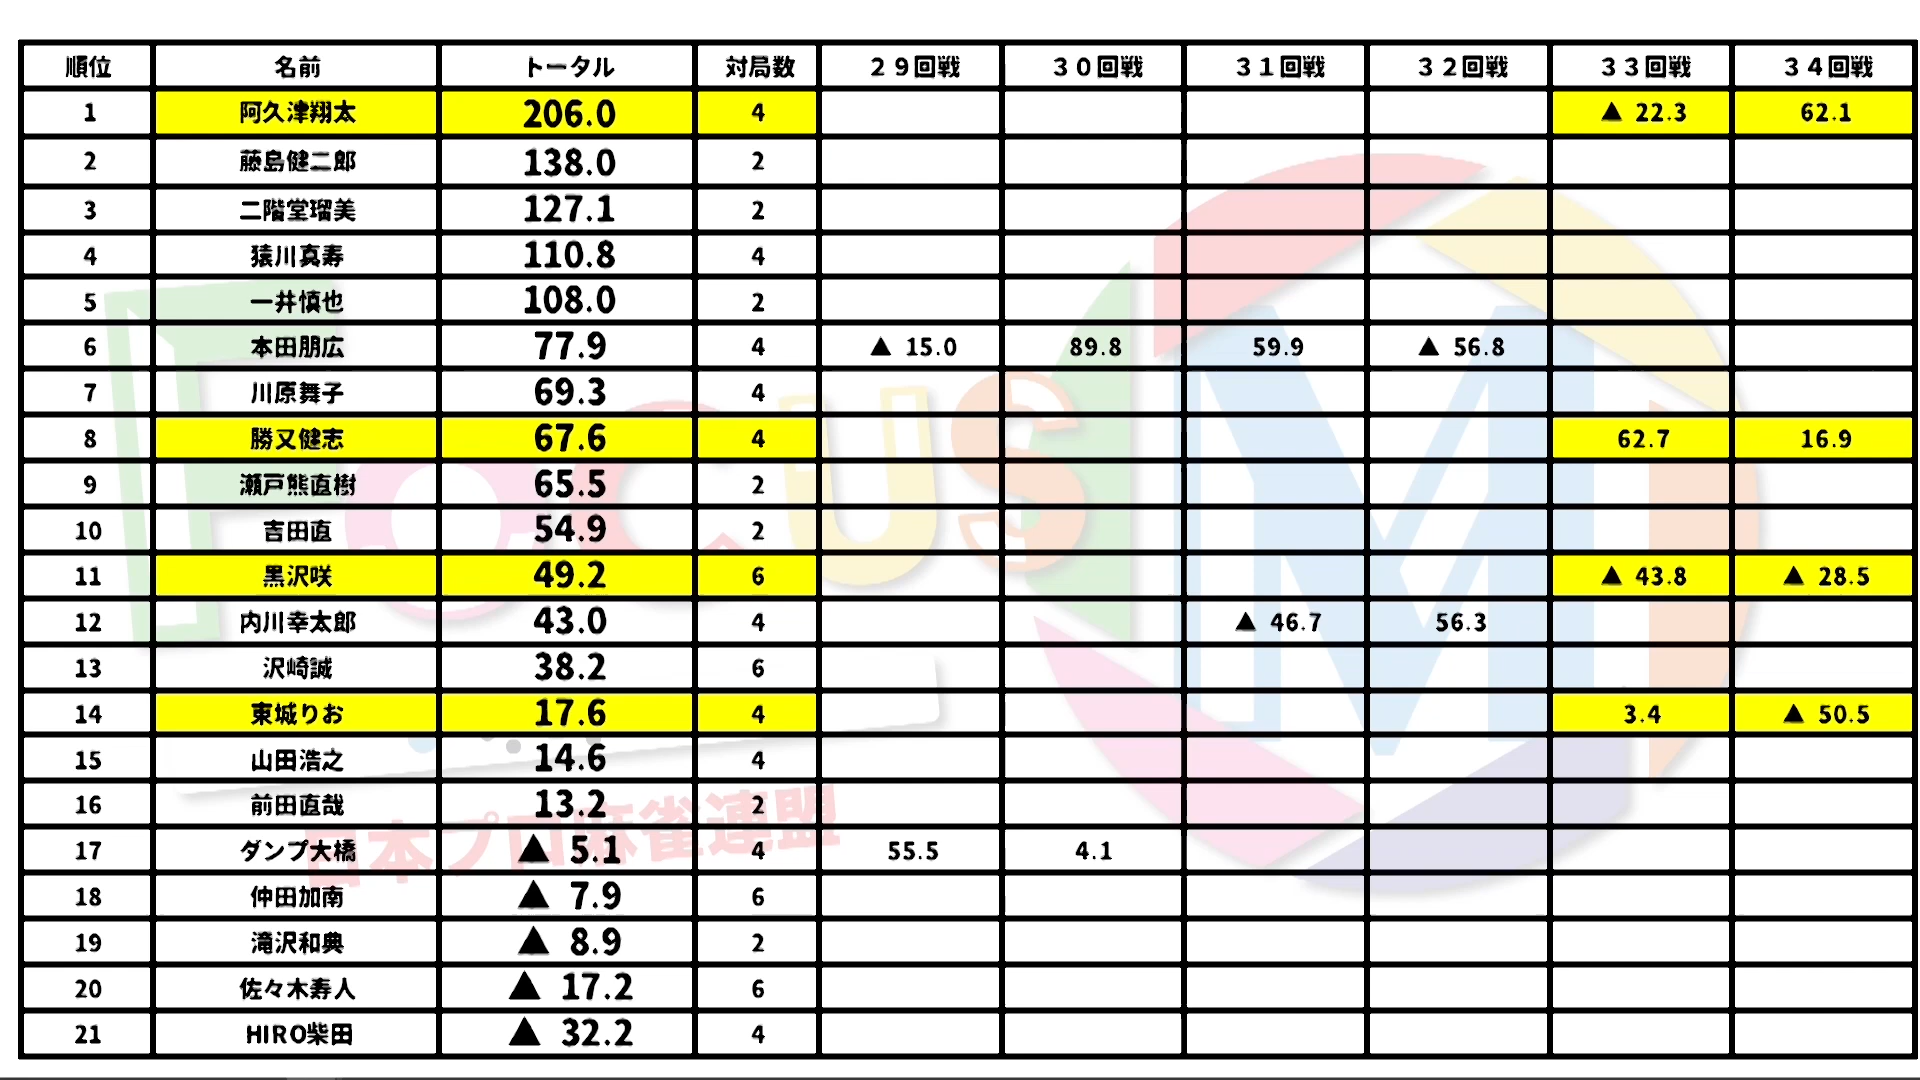 順位 名前 トータル 対局数 ２９回戦 ３０回戦 ３１回戦 ３２回戦 ３３回戦 ３４回戦
1 阿久津翔太 206.0 4 ▲ 22.3 62.1
2 藤島健二郎 138.0 2
3 二階堂瑠美 127.1 2
4 猿川真寿 110.8 4
5 一井慎也 108.0 2
6 本田朋広 77.9 4 ▲ 15.0 89.8 59.9 ▲ 56.8
7 川原舞子 69.3 4
8 勝又健志 67.6 4 62.7 16.9
9 瀬戸熊直樹 65.5 2
10 吉田直 54.9 2
11 黒沢咲 49.2 6 ▲ 43.8 ▲ 28.5
12 内川幸太郎 43.0 4 ▲ 46.7 56.3
13 沢崎誠 38.2 6
14 東城りお 17.6 4 3.4 ▲ 50.5
15 山田浩之 14.6 4
16 前田直哉 13.2 2
17 ダンプ大橋 ▲ 5.1 4 55.5 4.1
18 仲田加南 ▲ 7.9 6
19 滝沢和典 ▲ 8.9 2
20 佐々木寿人 ▲ 17.2 6
21 HIRO柴田 ▲ 32.2 4
FOCUS M
日本プロ麻雀連盟